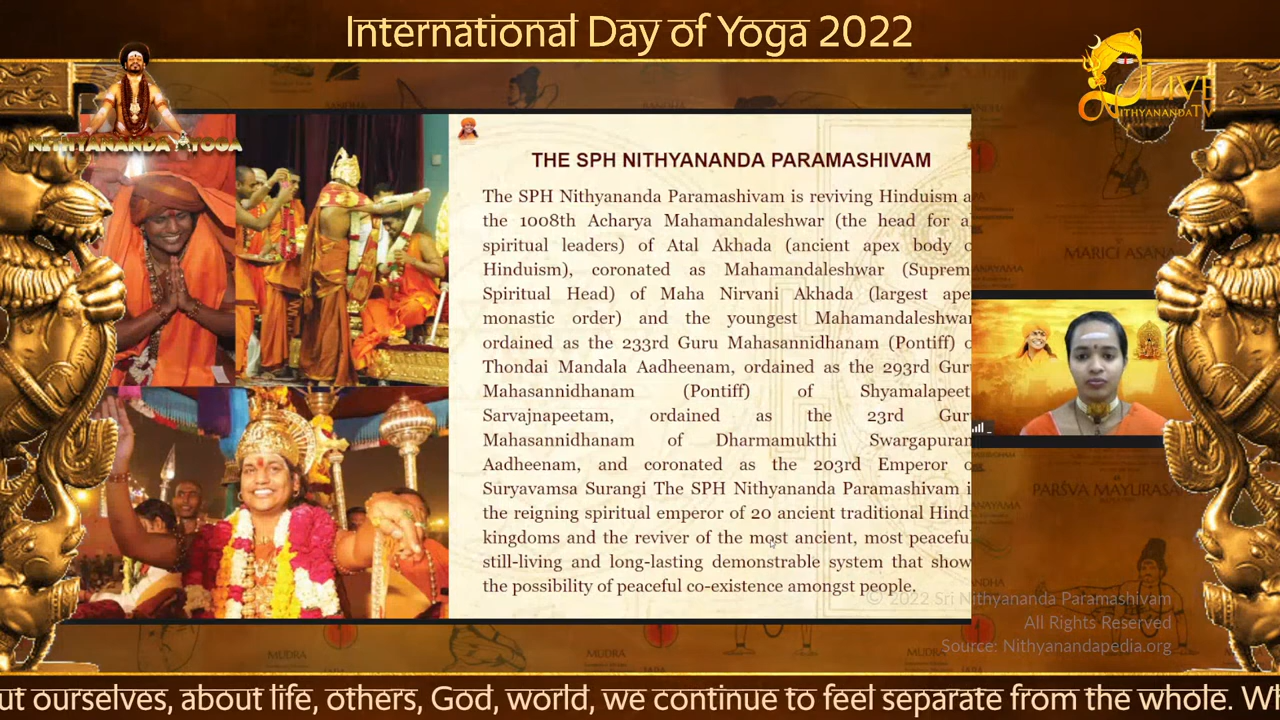 International Day of Yoga 2022
LIVE
NITHYANANDATV
NITHYANANDA YOGA
THE SPH NITHYANANDA PARAMASHIVAM
The SPH Nithyananda Paramashivam is reviving Hinduism a
the 1008th Acharya Mahamandaleshwar (the head for a
spiritual leaders) of Atal Akhada (ancient apex body o
Hinduism), coronated as Mahamandaleshwar (Suprem
Spiritual Head) of Maha Nirvani Akhada (largest ape
monastic order) and the youngest Mahamandaleshwar
ordained as the 233rd Guru Mahasannidhanam (Pontiff) o
Thondai Mandala Aadheenam, ordained as the 293rd Gur
Mahasannidhanam (Pontiff) of Shyamalapeet
Sarvajnapeetam, ordained as the 23rd Gur
Mahasannidhanam of Dharmamukthi Swargapuram
Aadheenam, and coronated as the 203rd Emperor o
Suryavamsa Surangi The SPH Nithyananda Paramashivam i
the reigning spiritual emperor of 20 ancient traditional Hind
kingdoms and the reviver of the most ancient, most peaceful
still-living and long-lasting demonstrable system that show
the possibility of peaceful co-existence amongst people.
MARICI ASANA
PARŚVA MAYURASA
MUDRA
MUDRA
MUDRA
© 2022 Sri Nithyananda Paramashivam
All Rights Reserved
Source: Nithyanandapedia.org
ut ourselves, about life, others, God, world, we continue to feel separate from the whole. Wh